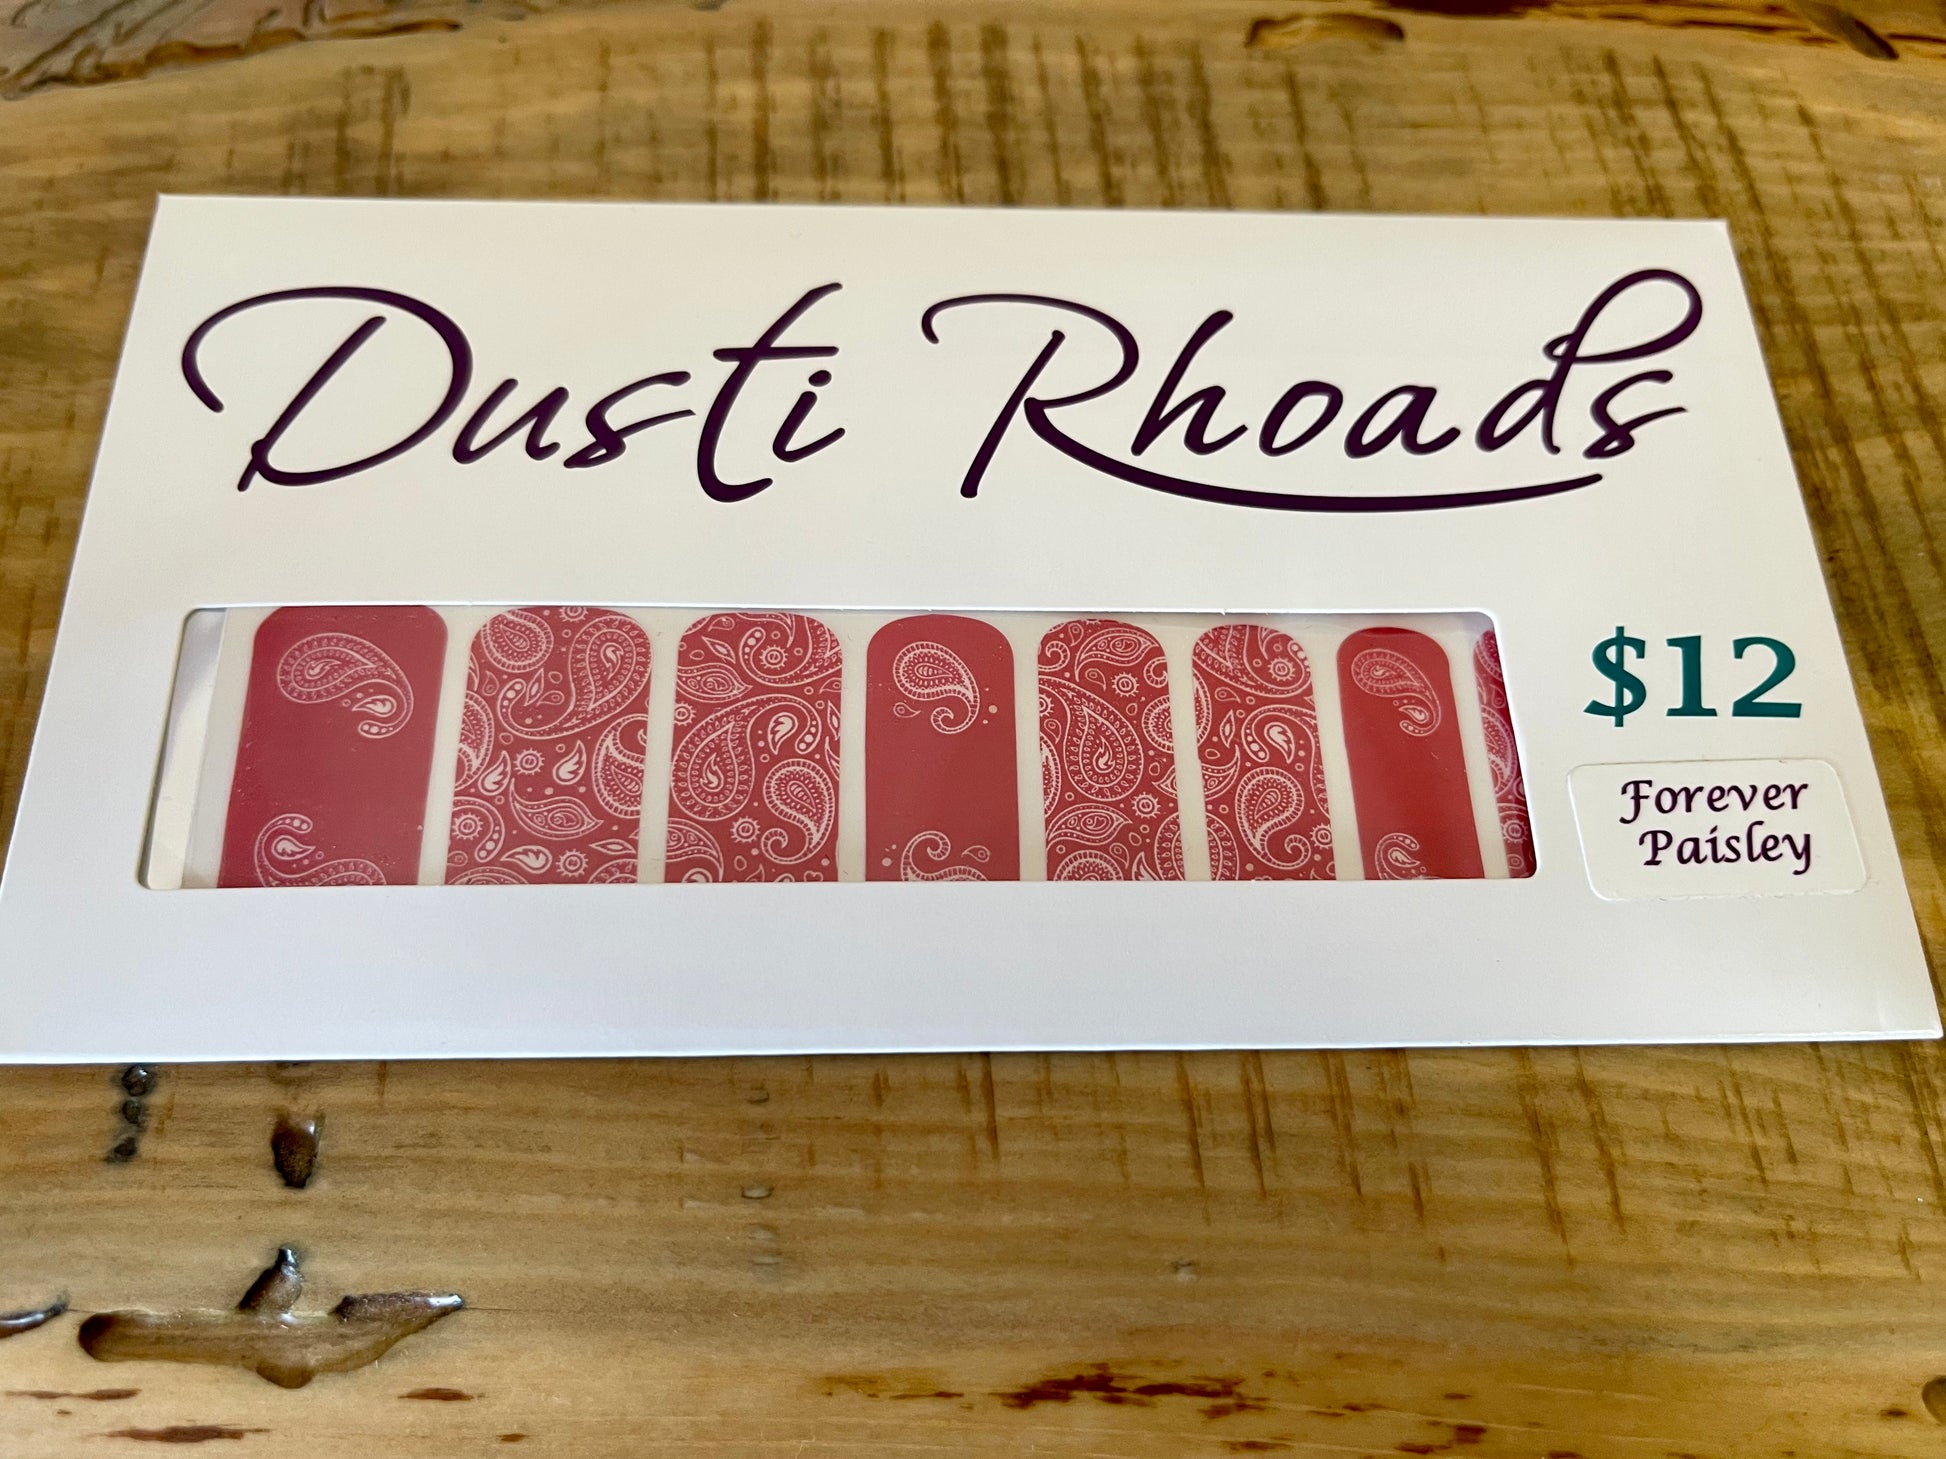 Dusti Rhoads
$12
Forever
Paisley